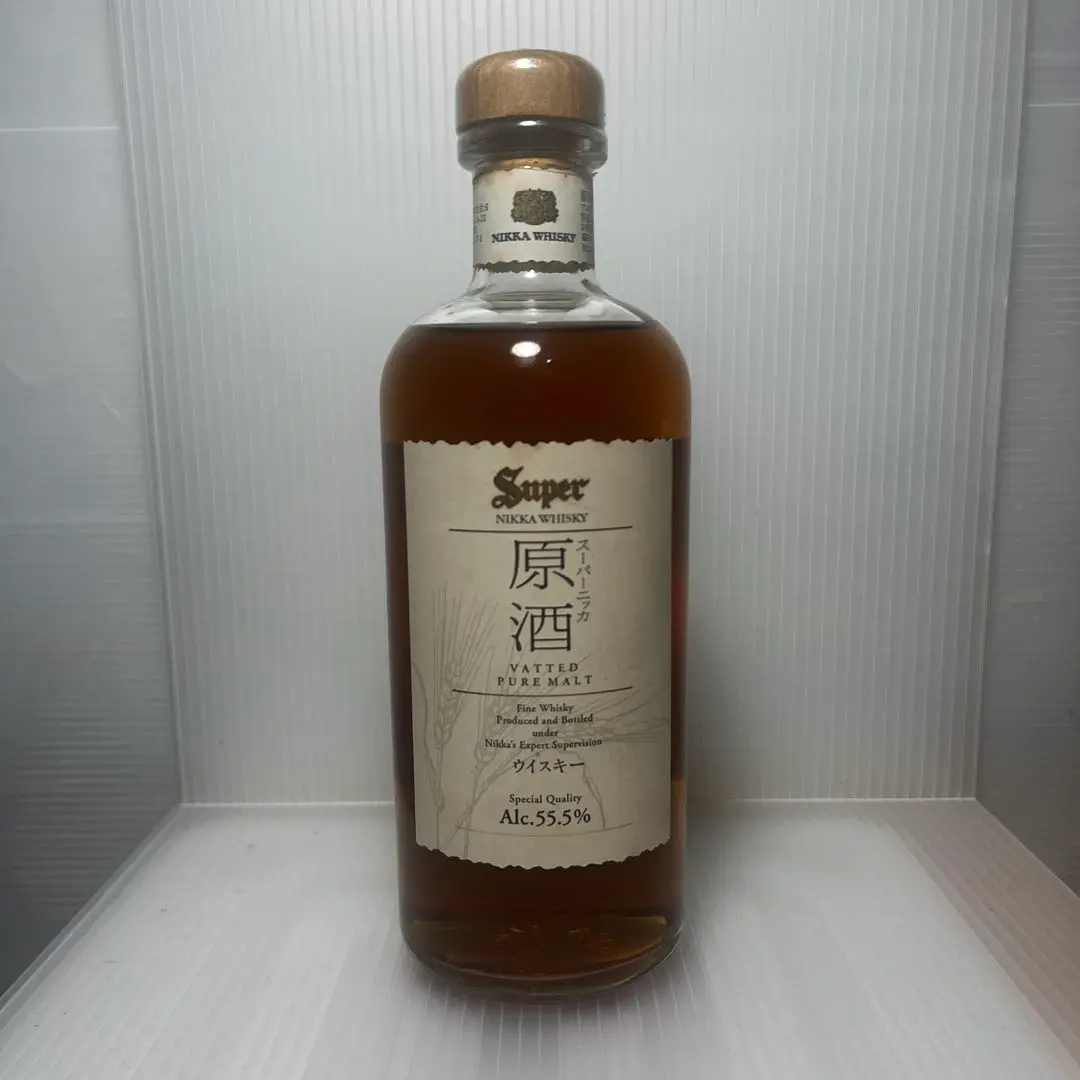 NIKKA WHISKY
Super
NIKKA WHISKY
原酒
スーパーニッカ
VATTED
PURE MALT
Fine Whisky
Produced and Bottled
under
Nikka's Expert Supervision
ウイスキー
Special Quality
Alc.55.5%